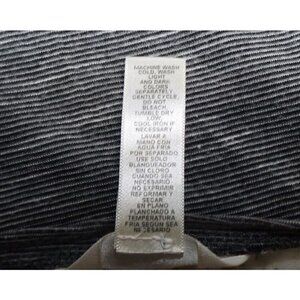 MACHINE WASH
COLD, WASH
LIGHT
AND DARK
COLORS
SEPARATELY
GENTLE CYCLE,
DO NOT
BLEACH,
TUMBLE DRY
LOW,
COOL IRON IF
NECESSARY
LAVAR A
MANO CON
AGUA FRIA
POR SEPARADO
USE SOLO
BLANQUEADOR
SIN CLORO
CUANDO SEA
NECESARIO
NO EXPRIMIR
REFORMAR Y
SECAR
EN PLANO
PLANCHADO A
TEMPERATURA
FRIA SEGUN SEA
NECESARIO